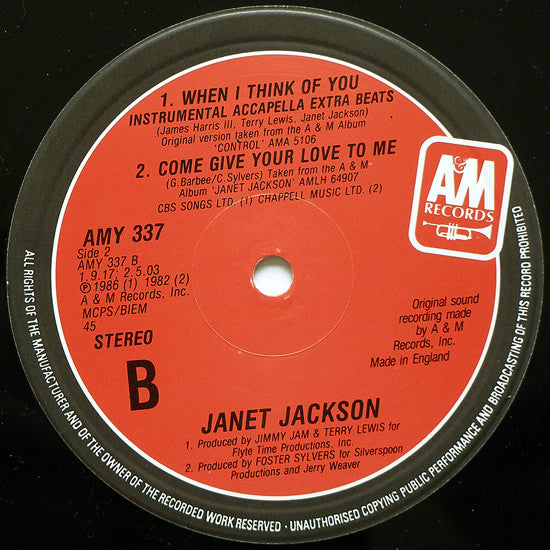 1. WHEN I THINK OF YOU
INSTRUMENTAL ACCAPELLA EXTRA BEATS
(James Harris III, Terry Lewis, Janet Jackson)
Original version taken from the A & M Album
'CONTROL' AMA 5106
2. COME GIVE YOUR LOVE TO ME
(G.Barbee/C.Sylvers) Taken from the A & M
Album 'JANET JACKSON' AMLH 64907
CBS SONGS LTD. (1) CHAPPELL MUSIC LTD. (2)
A&M
RECORDS
AMY 337
Side 2
AMY 337 B
1.9.17; 2.5.03
℗ 1986 (1) 1982 (2)
A & M Records, Inc.
MCPS/BIEM
45
STEREO
B
Original sound
recording made
by A & M
Records, Inc.
Made in England
JANET JACKSON
1. Produced by JIMMY JAM & TERRY LEWIS for
Flyte Time Productions, Inc.
2. Produced by FOSTER SYLVERS for Silverspoon
Productions and Jerry Weaver
ALL RIGHTS OF THE MANUFACTURER AND OF THE OWNER OF THE RECORDED WORK RESERVED · UNAUTHORISED COPYING PUBLIC PERFORMANCE AND BROADCASTING OF THIS RECORD PROHIBITED